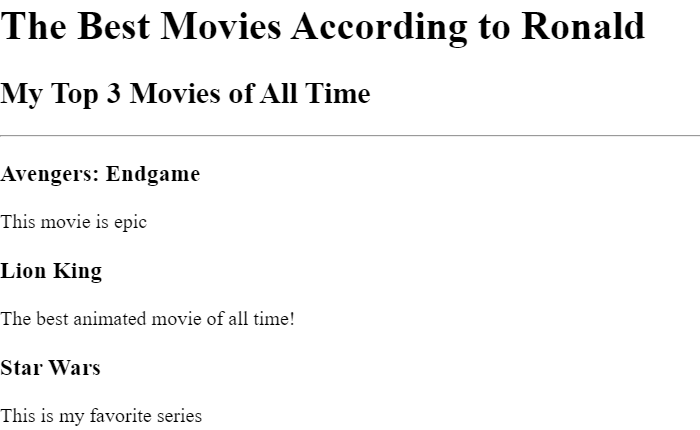 The Best Movies According to Ronald
My Top 3 Movies of All Time
Avengers: Endgame
This movie is epic
Lion King
The best animated movie of all time!
Star Wars
This is my favorite series